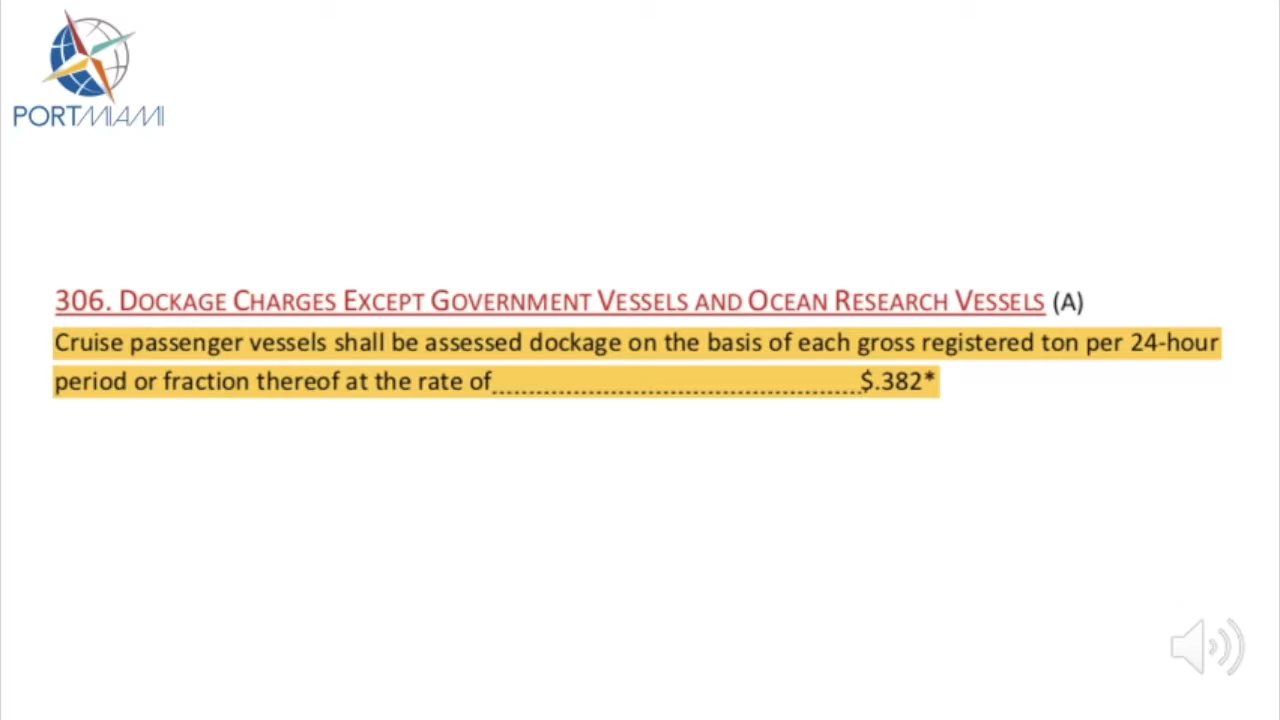 PORTMIAMI
306. DOCKAGE CHARGES EXCEPT GOVERNMENT VESSELS AND OCEAN RESEARCH VESSELS (A)
Cruise passenger vessels shall be assessed dockage on the basis of each gross registered ton per 24-hour
period or fraction thereof at the rate of................................................$.382*